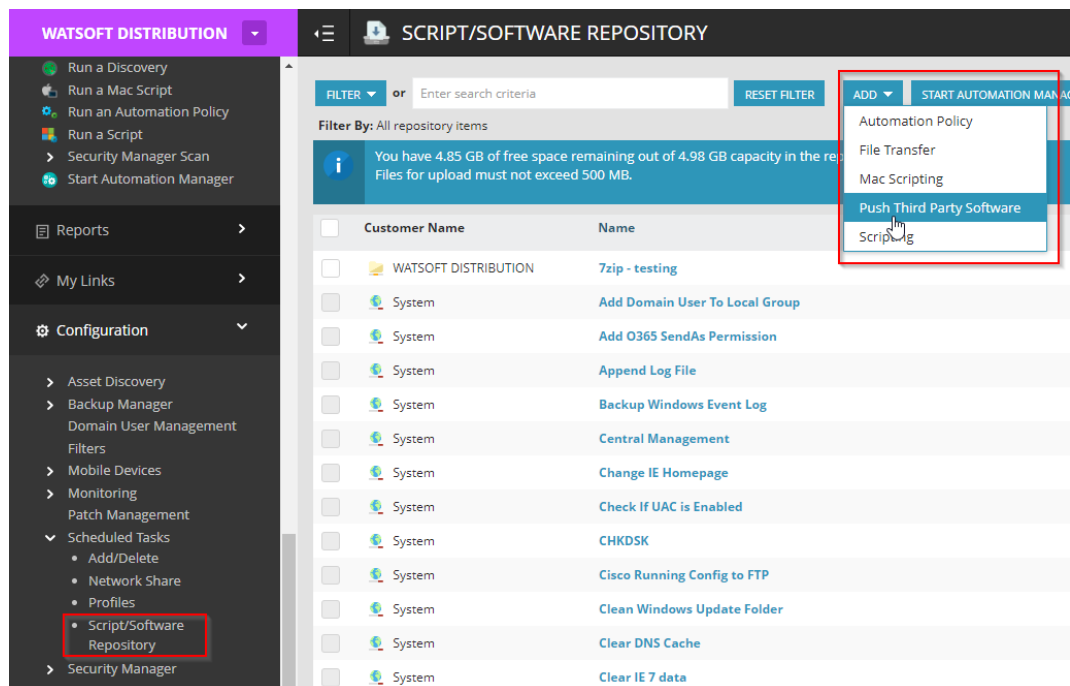 WATSOFT DISTRIBUTION
Run a Discovery
Run a Mac Script
Run an Automation Policy
Run a Script
Security Manager Scan
Start Automation Manager
Reports
My Links
Configuration
Asset Discovery
Backup Manager
Domain User Management
Filters
Mobile Devices
Monitoring
Patch Management
Scheduled Tasks
Add/Delete
Network Share
Profiles
Script/Software
Repository
Security Manager
SCRIPT/SOFTWARE REPOSITORY
FILTER or Enter search criteria RESET FILTER ADD START AUTOMATION MANA
Filter By: All repository items
You have 4.85 GB of free space remaining out of 4.98 GB capacity in the rep
Files for upload must not exceed 500 MB.
Automation Policy
File Transfer
Mac Scripting
Push Third Party Software
Scripting
Customer Name Name
WATSOFT DISTRIBUTION 7zip - testing
System Add Domain User To Local Group
System Add O365 SendAs Permission
System Append Log File
System Backup Windows Event Log
System Central Management
System Change IE Homepage
System Check If UAC is Enabled
System CHKDSK
System Cisco Running Config to FTP
System Clean Windows Update Folder
System Clear DNS Cache
System Clear IE 7 data